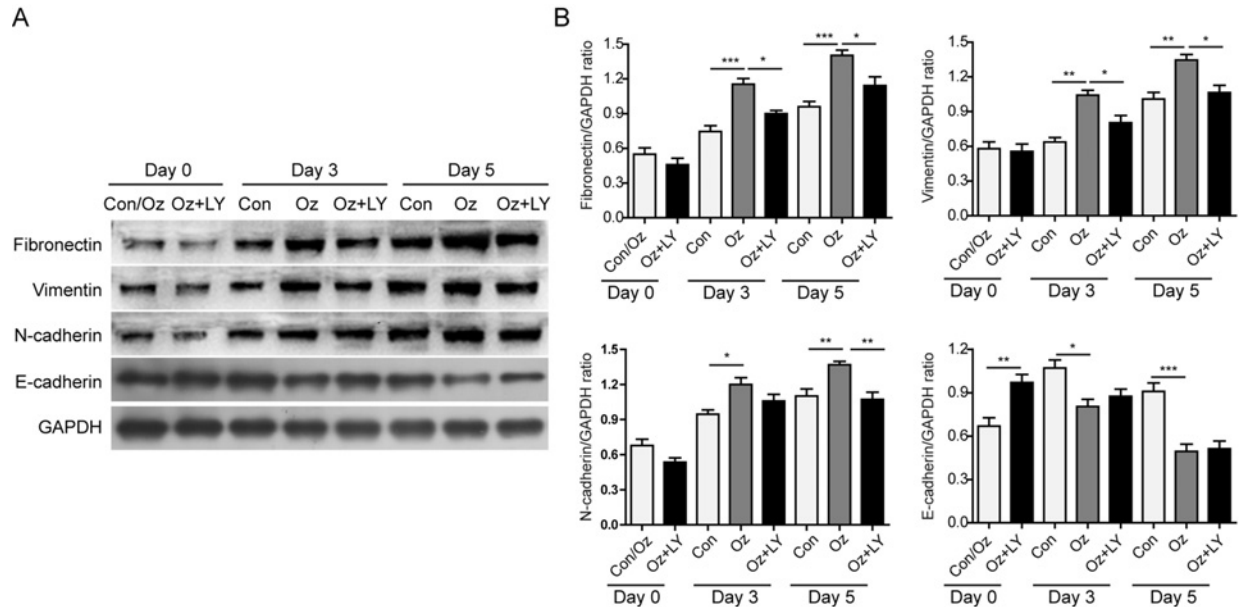 A
Day 0 Day 3 Day 5
Con/Oz Oz+LY Con Oz Oz+LY Con Oz Oz+LY
Fibronectin
Vimentin
N-cadherin
E-cadherin
GAPDH
B
Fibronectin/GAPDH ratio
1.5
1.2
0.9
0.6
0.3
0.0
*** * *** *
Con/Oz Oz+LY Con Oz Oz+LY Con Oz Oz+LY
Day 0 Day 3 Day 5
Vimentin/GAPDH ratio
1.5
1.2
0.9
0.6
0.3
0.0
** * ** *
Con/Oz Oz+LY Con Oz Oz+LY Con Oz Oz+LY
Day 0 Day 3 Day 5
N-cadherin/GAPDH ratio
1.5
1.2
0.9
0.6
0.3
0.0
* ** **
Con/Oz Oz+LY Con Oz Oz+LY Con Oz Oz+LY
Day 0 Day 3 Day 5
E-cadherin/GAPDH ratio
1.2
0.9
0.6
0.3
0.0
** * ***
Con/Oz Oz+LY Con Oz Oz+LY Con Oz Oz+LY
Day 0 Day 3 Day 5